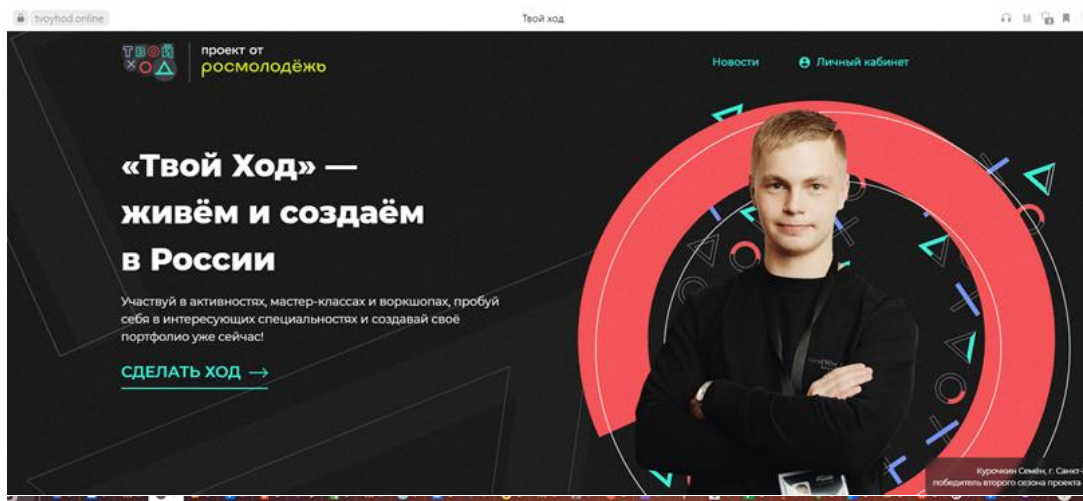 tvoyhod.online
Твой ход
ТВОЙ
ХОД
проект от
росмолодёжь
Новости
Личный кабинет
«Твой Ход» —
живём и создаём
в России
Участвуй в активностях, мастер-классах и воркшопах, пробуй
себя в интересующих специальностях и создавай своё
портфолио уже сейчас!
СДЕЛАТЬ ХОД →
Курочкин Семён, г. Санкт-
победитель второго сезона проекта